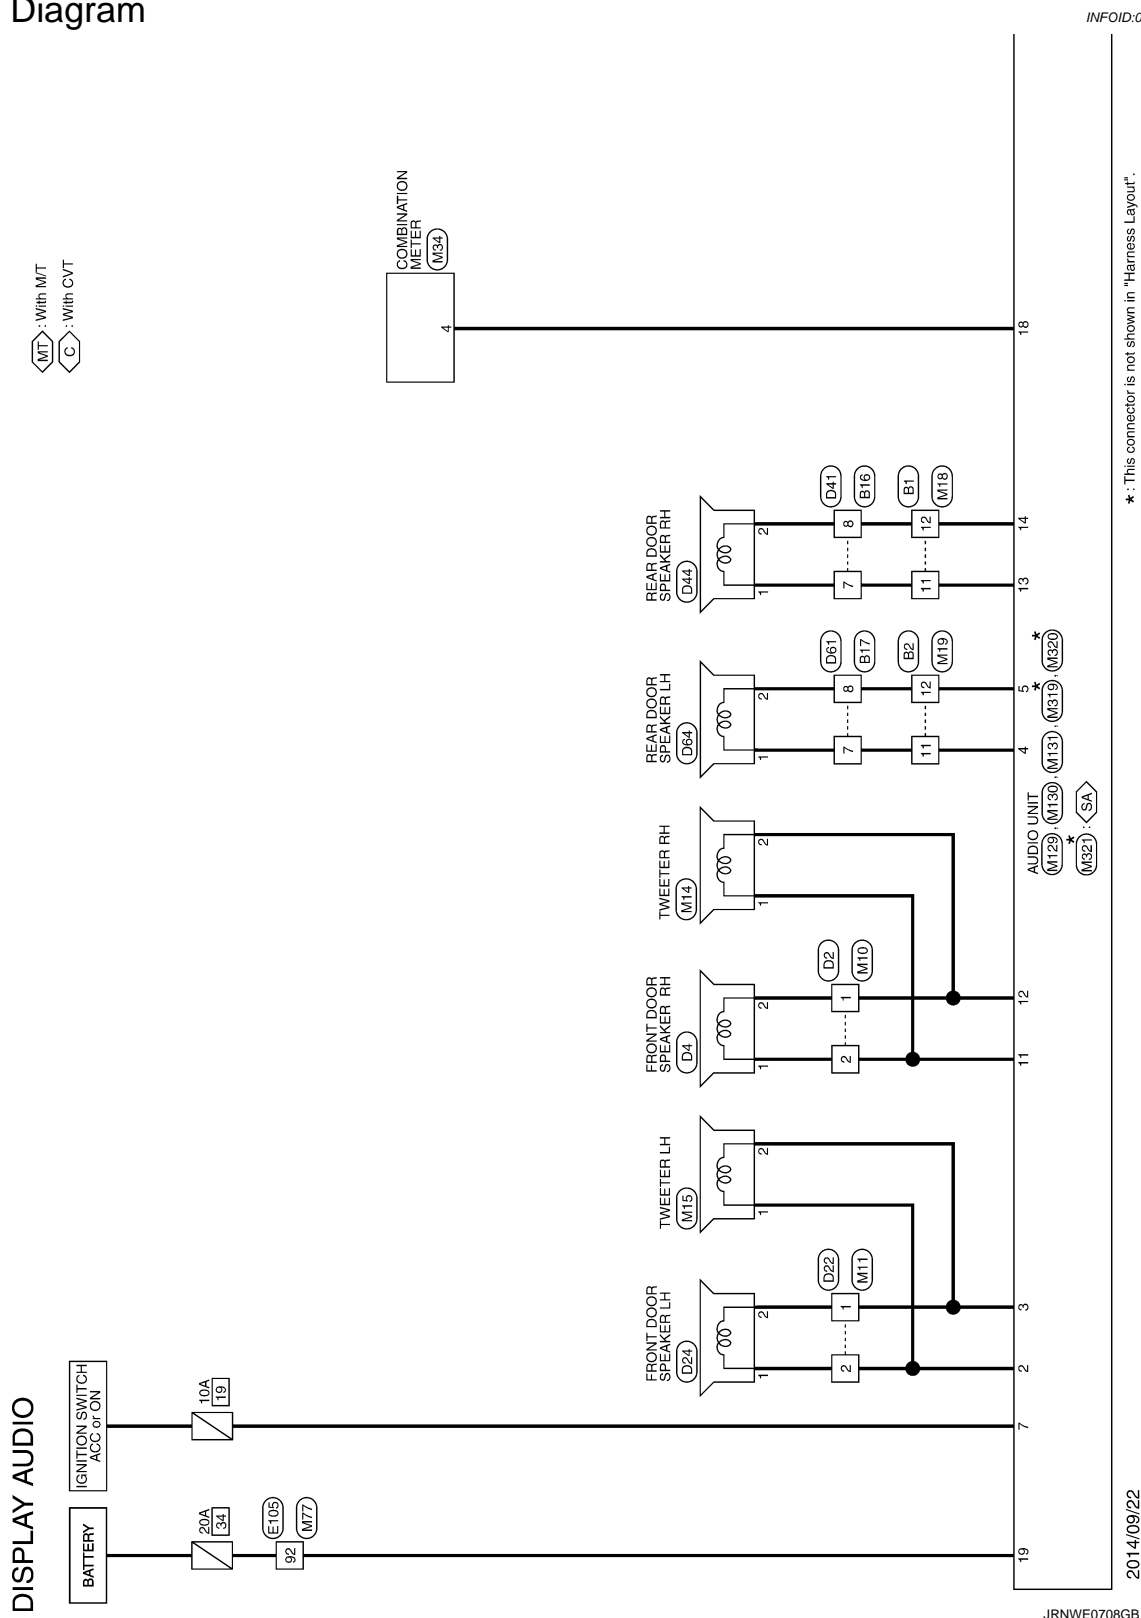 Diagram
INFOID:0
DISPLAY AUDIO
BATTERY
20A
34
E105
M77
92
19
IGNITION SWITCH
ACC or ON
10A
19
7
FRONT DOOR
SPEAKER LH
D24
1
2
D22
M11
2
1
2
3
TWEETER LH
M15
1
2
FRONT DOOR
SPEAKER RH
D4
1
2
D2
M10
2
1
11
12
TWEETER RH
M14
1
2
REAR DOOR
SPEAKER LH
D64
1
2
D61
B17
7
8
B2
M19
11
12
4
5
REAR DOOR
SPEAKER RH
D44
1
2
D41
B16
7
8
B1
M18
11
12
13
14
COMBINATION
METER
M34
4
18
MT : With M/T
C : With CVT
AUDIO UNIT
M129 , M130 , M131 , M319* , M320*
M321* : SA
* : This connector is not shown in "Harness Layout".
2014/09/22
JRNWE0708GB